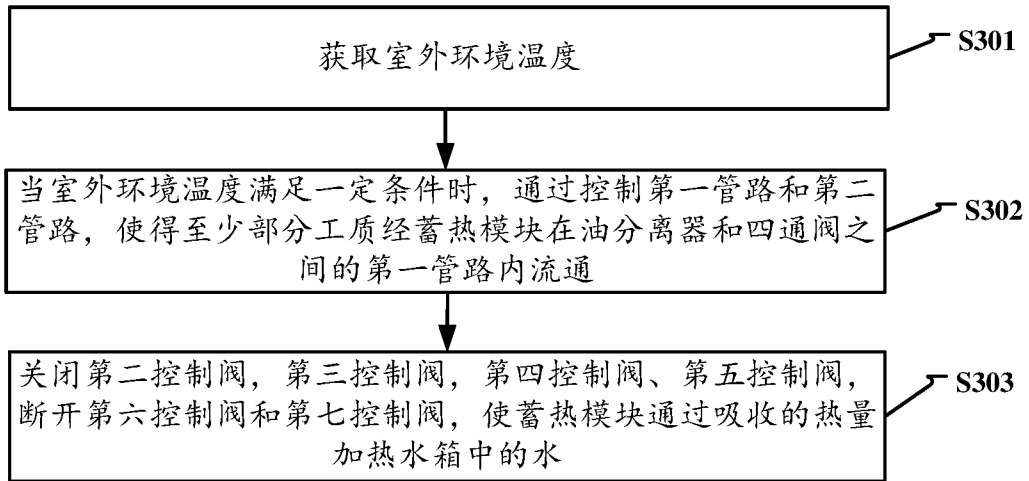 获取室外环境温度
S301
当室外环境温度满足一定条件时，通过控制第一管路和第二
管路，使得至少部分工质经蓄热模块在油分离器和四通阀之
间的第一管路内流通
S302
关闭第二控制阀，第三控制阀，第四控制阀、第五控制阀，
断开第六控制阀和第七控制阀，使蓄热模块通过吸收的热量
加热水箱中的水
S303